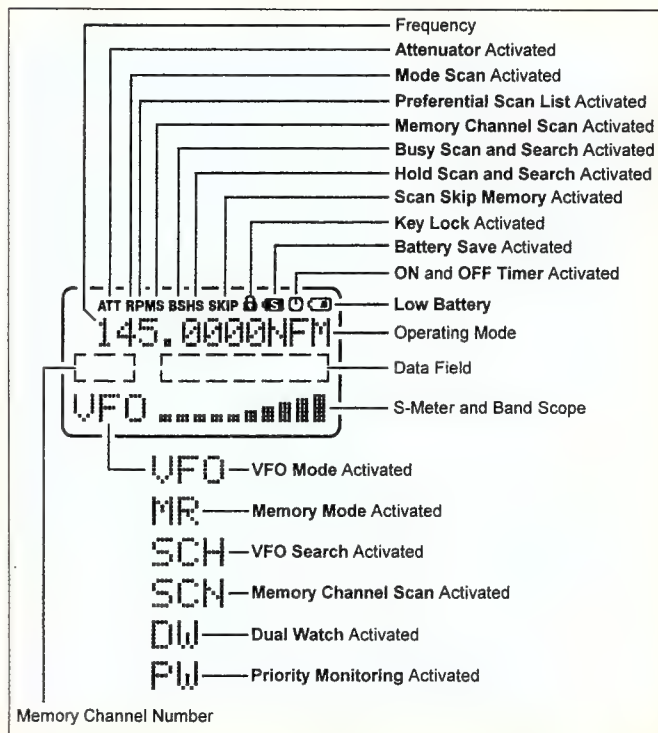 Frequency
Attenuator Activated
Mode Scan Activated
Preferential Scan List Activated
Memory Channel Scan Activated
Busy Scan and Search Activated
Hold Scan and Search Activated
Scan Skip Memory Activated
Key Lock Activated
Battery Save Activated
ON and OFF Timer Activated
ATT RPMS BSHS SKIP S
Low Battery
145.0000NFM
Operating Mode
Data Field
VFO
S-Meter and Band Scope
VFO
VFO Mode Activated
MR
Memory Mode Activated
SCH
VFO Search Activated
SCN
Memory Channel Scan Activated
DW
Dual Watch Activated
PW
Priority Monitoring Activated
Memory Channel Number